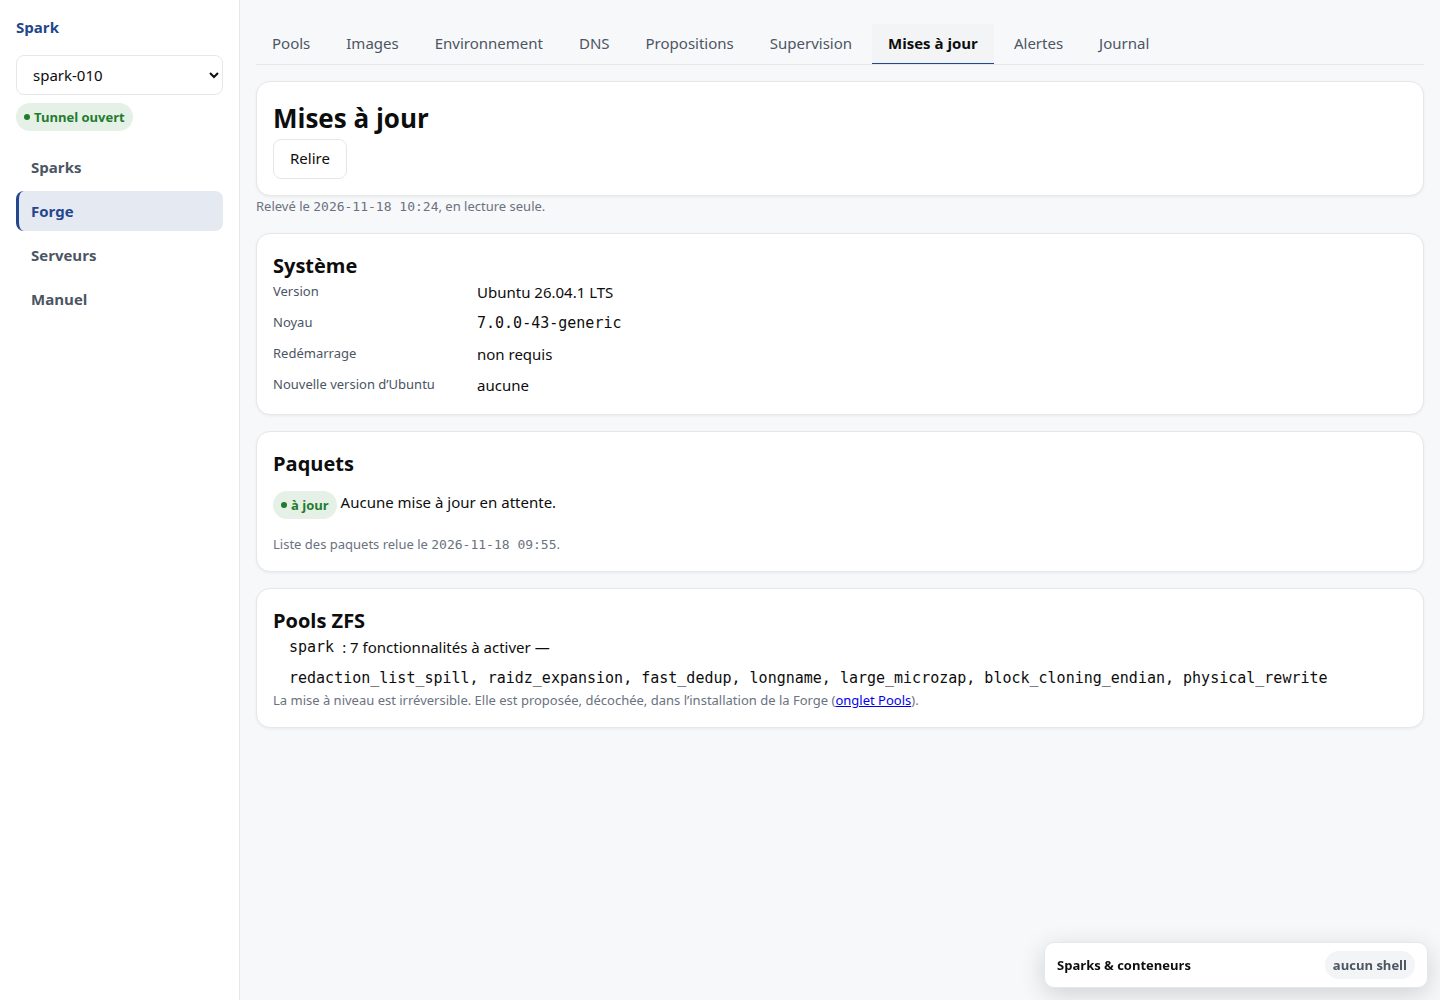 Spark
spark-010
Tunnel ouvert
Sparks
Forge
Serveurs
Manuel
Pools Images Environnement DNS Propositions Supervision Mises à jour Alertes Journal
Mises à jour
Relire
Relevé le 2026-11-18 10:24, en lecture seule.
Système
Version Ubuntu 26.04.1 LTS
Noyau 7.0.0-43-generic
Redémarrage non requis
Nouvelle version d’Ubuntu aucune
Paquets
à jour Aucune mise à jour en attente.
Liste des paquets relue le 2026-11-18 09:55.
Pools ZFS
spark : 7 fonctionnalités à activer —
redaction_list_spill, raidz_expansion, fast_dedup, longname, large_microzap, block_cloning_endian, physical_rewrite
La mise à niveau est irréversible. Elle est proposée, décochée, dans l’installation de la Forge (onglet Pools).
Sparks & conteneurs aucun shell